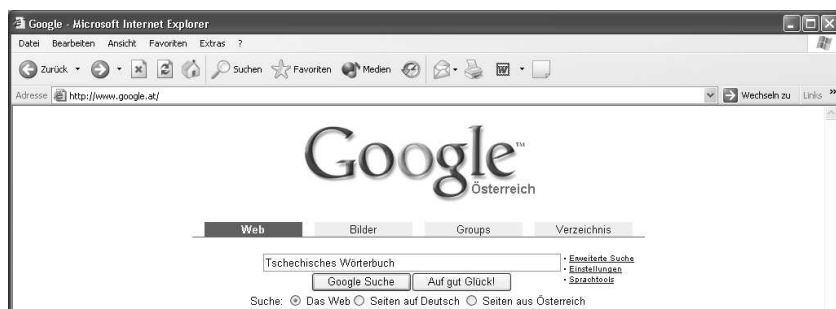 Google - Microsoft Internet Explorer
Datei Bearbeiten Ansicht Favoriten Extras ?
Zurück Suchen Favoriten Medien
Adresse http://www.google.at/ Wechseln zu Links »
Google™
Österreich
Web Bilder Groups Verzeichnis
Tschechisches Wörterbuch
• Erweiterte Suche
• Einstellungen
• Sprachtools
Google Suche Auf gut Glück!
Suche: Das Web Seiten auf Deutsch Seiten aus Österreich